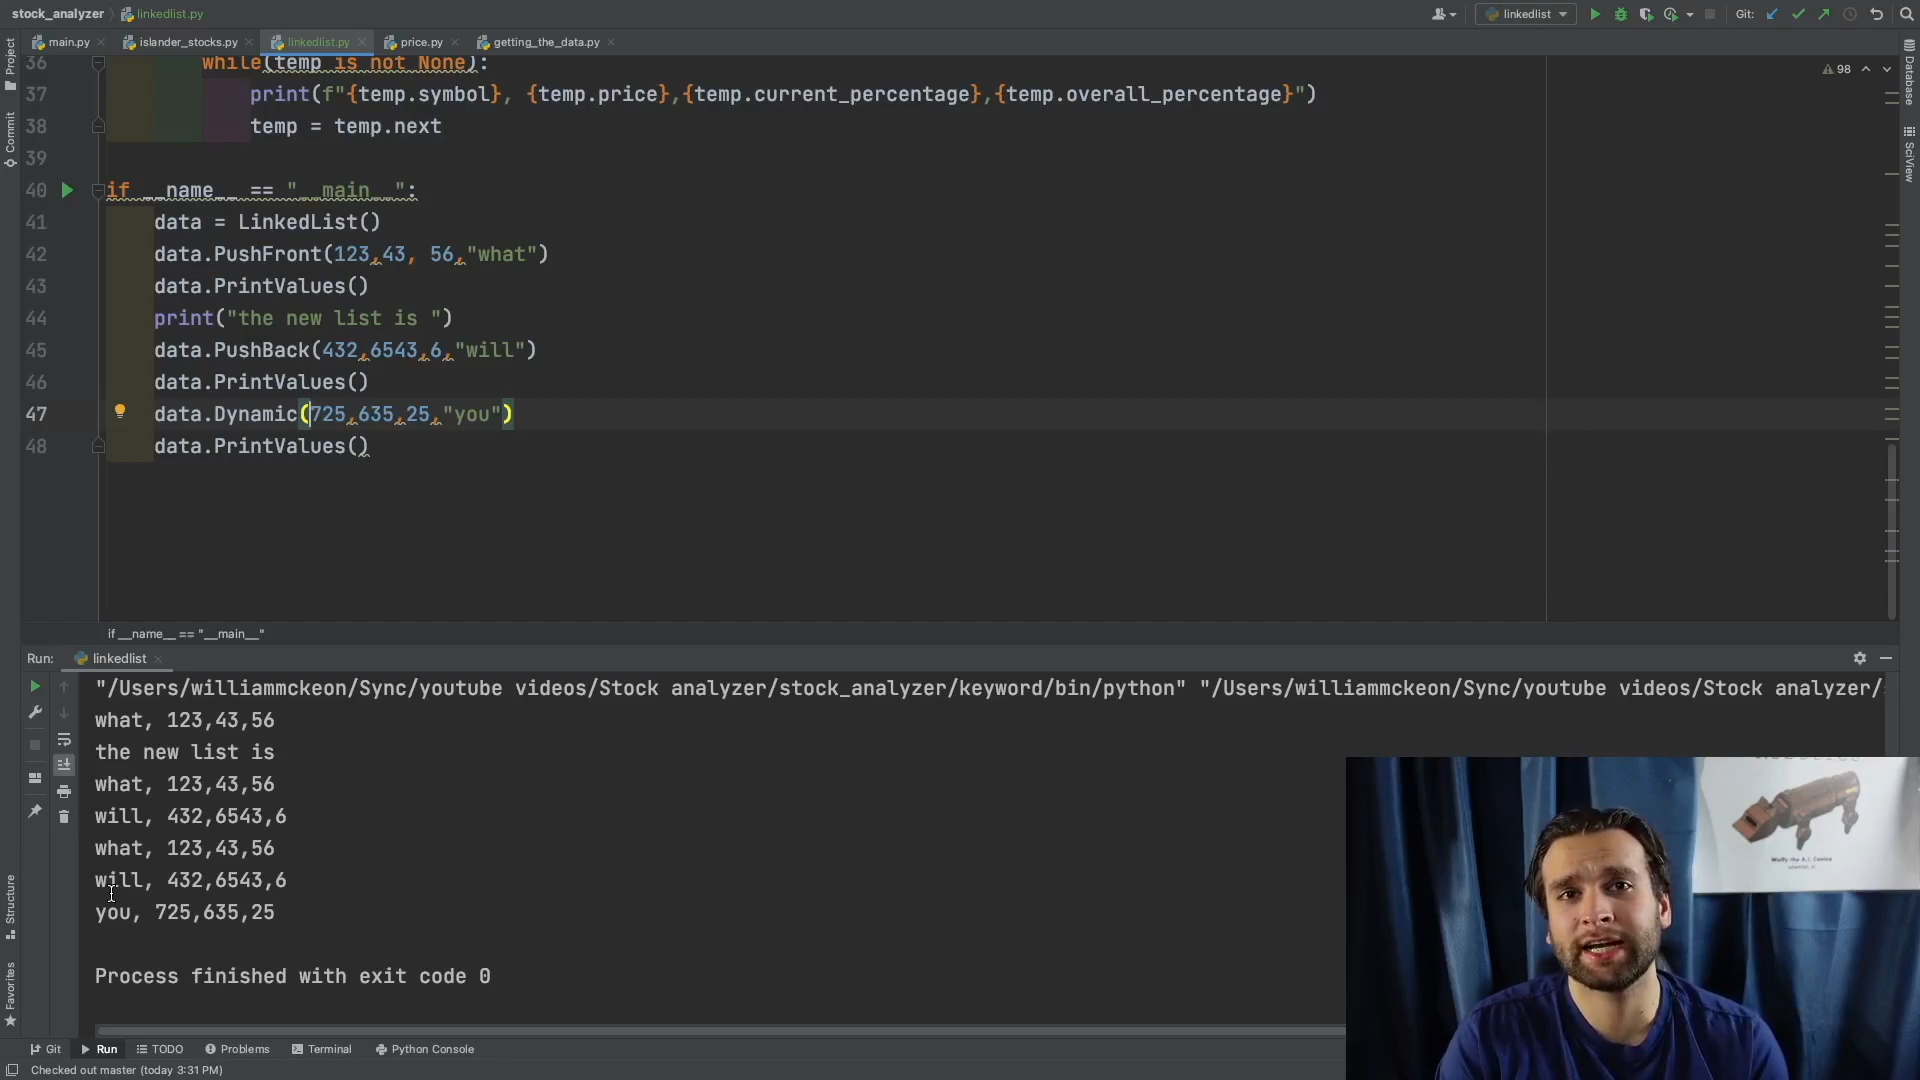 stock_analyzer linkedlist.py
linkedlist Git:
main.py islander_stocks.py linkedlist.py price.py getting_the_data.py
Project
Commit
Structure
Favorites
Database
SciView
98
36 while(temp is not None):
37 print(f"{temp.symbol}, {temp.price},{temp.current_percentage},{temp.overall_percentage}")
38 temp = temp.next
39
40 if __name__ == "__main__":
41 data = LinkedList()
42 data.PushFront(123,43, 56,"what")
43 data.PrintValues()
44 print("the new list is ")
45 data.PushBack(432,6543,6,"will")
46 data.PrintValues()
47 data.Dynamic(725,635,25,"you")
48 data.PrintValues()
if __name__ == "__main__"
Run: linkedlist
"/Users/williammckeon/Sync/youtube videos/Stock analyzer/stock_analyzer/keyword/bin/python" "/Users/williammckeon/Sync/youtube videos/Stock analyzer/
what, 123,43,56
the new list is
what, 123,43,56
will, 432,6543,6
what, 123,43,56
will, 432,6543,6
you, 725,635,25
Process finished with exit code 0
Wolfy the A.I. Canine
Git Run TODO Problems Terminal Python Console
Checked out master (today 3:31 PM)